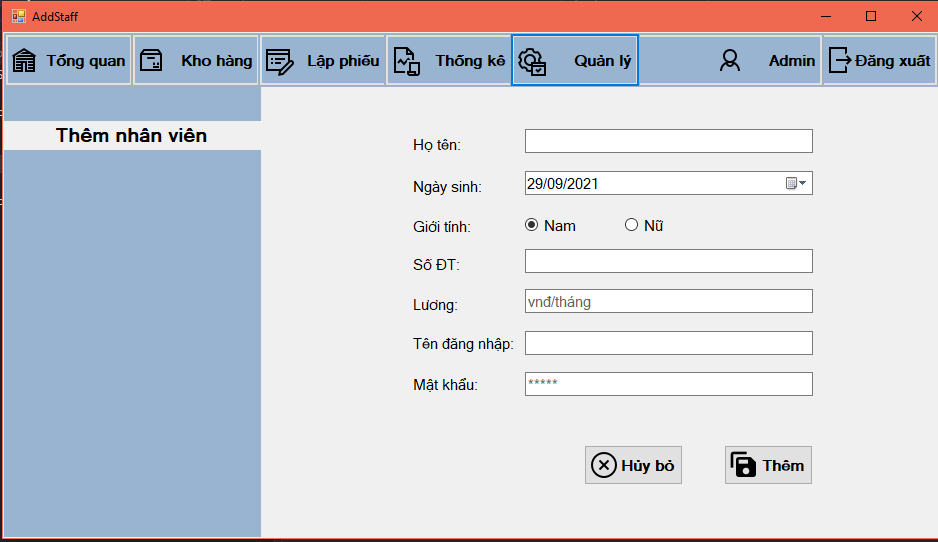 AddStaff
Tổng quan Kho hàng Lập phiếu Thống kê Quản lý Admin Đăng xuất
Thêm nhân viên
Họ tên:
Ngày sinh: 29/09/2021
Giới tính: Nam Nữ
Số ĐT:
Lương: vnđ/tháng
Tên đăng nhập:
Mật khẩu: *****
Hủy bỏ Thêm